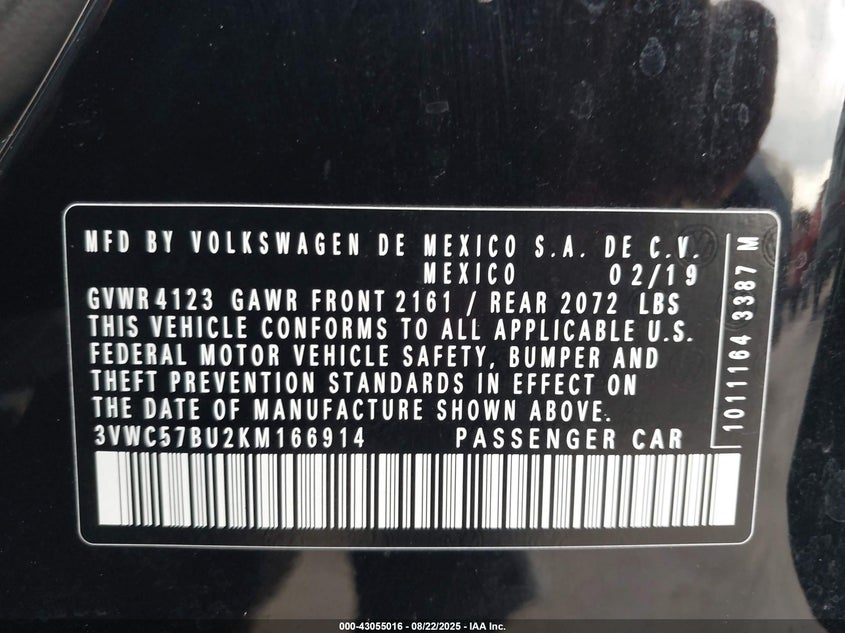 MFD BY VOLKSWAGEN DE MEXICO S.A. DE C.V.
MEXICO 02/19
GVWR 4123 GAWR FRONT 2161 / REAR 2072 LBS
THIS VEHICLE CONFORMS TO ALL APPLICABLE U.S.
FEDERAL MOTOR VEHICLE SAFETY, BUMPER AND
THEFT PREVENTION STANDARDS IN EFFECT ON
THE DATE OF MANUFACTURE SHOWN ABOVE.
3VWC57BU2KM166914 PASSENGER CAR
1011164 3387 M
000-43055016 - 08/22/2025 - IAA Inc.